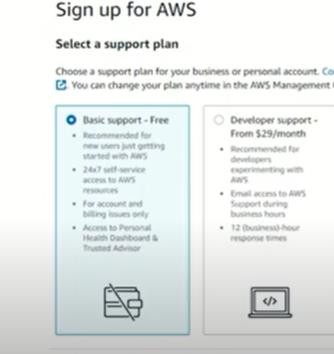 Sign up for AWS
Select a support plan
Choose a support plan for your business or personal account. Co
. You can change your plan anytime in the AWS Management
Basic support - Free
• Recommended for
new users just getting
started with AWS
• 24x7 self-service
access to AWS
resources
• For account and
billing issues only
• Access to Personal
Health Dashboard &
Trusted Advisor
Developer support -
From $29/month
• Recommended for
developers
experimenting with
AWS
• Email access to AWS
Support during
business hours
• 12 (business)-hour
response times
</>